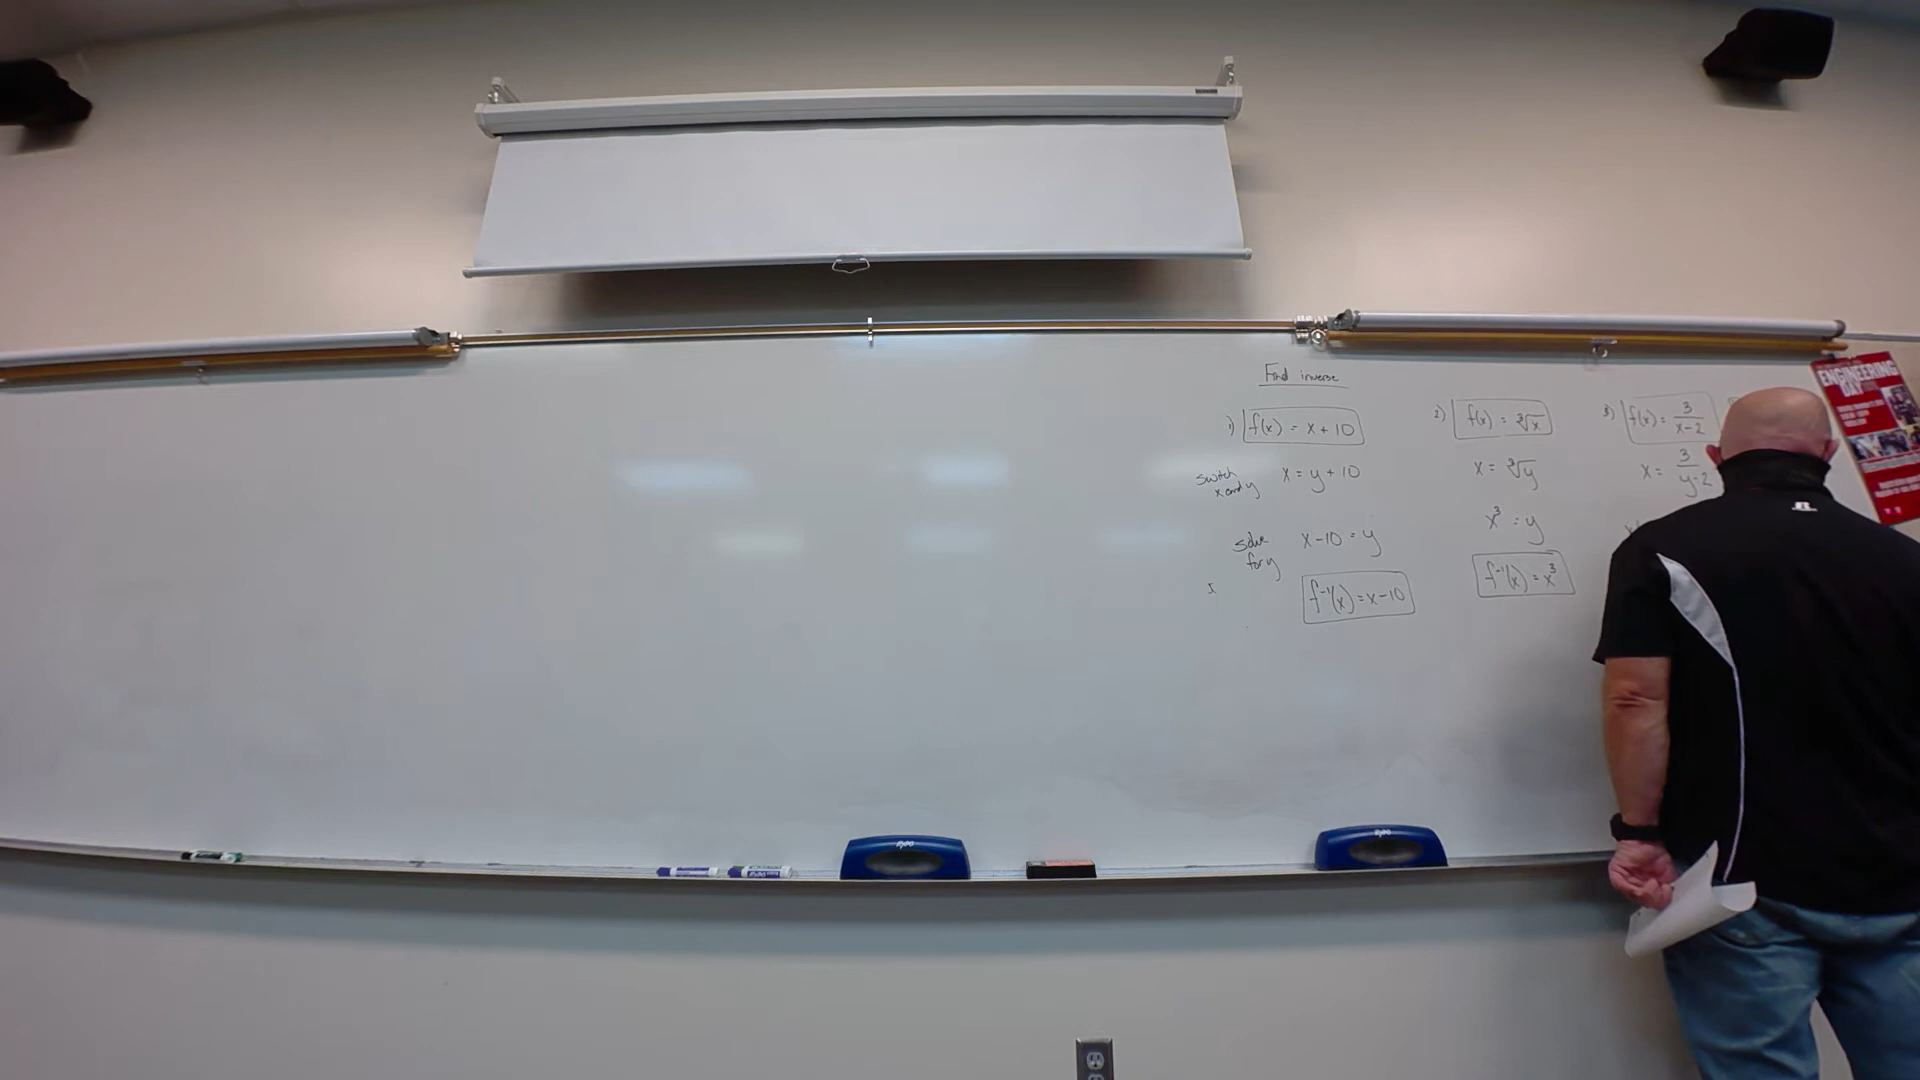 Find inverse
1) f(x) = x + 10
switch x and y
x = y + 10
solve for y
x - 10 = y
f⁻¹(x) = x - 10
2) f(x) = ∛x
x = ∛y
x³ = y
f⁻¹(x) = x³
3) f(x) = 3/(x-2)
x = 3/(y-2)
ENGINEERING
DAY
EXPO
EXPO